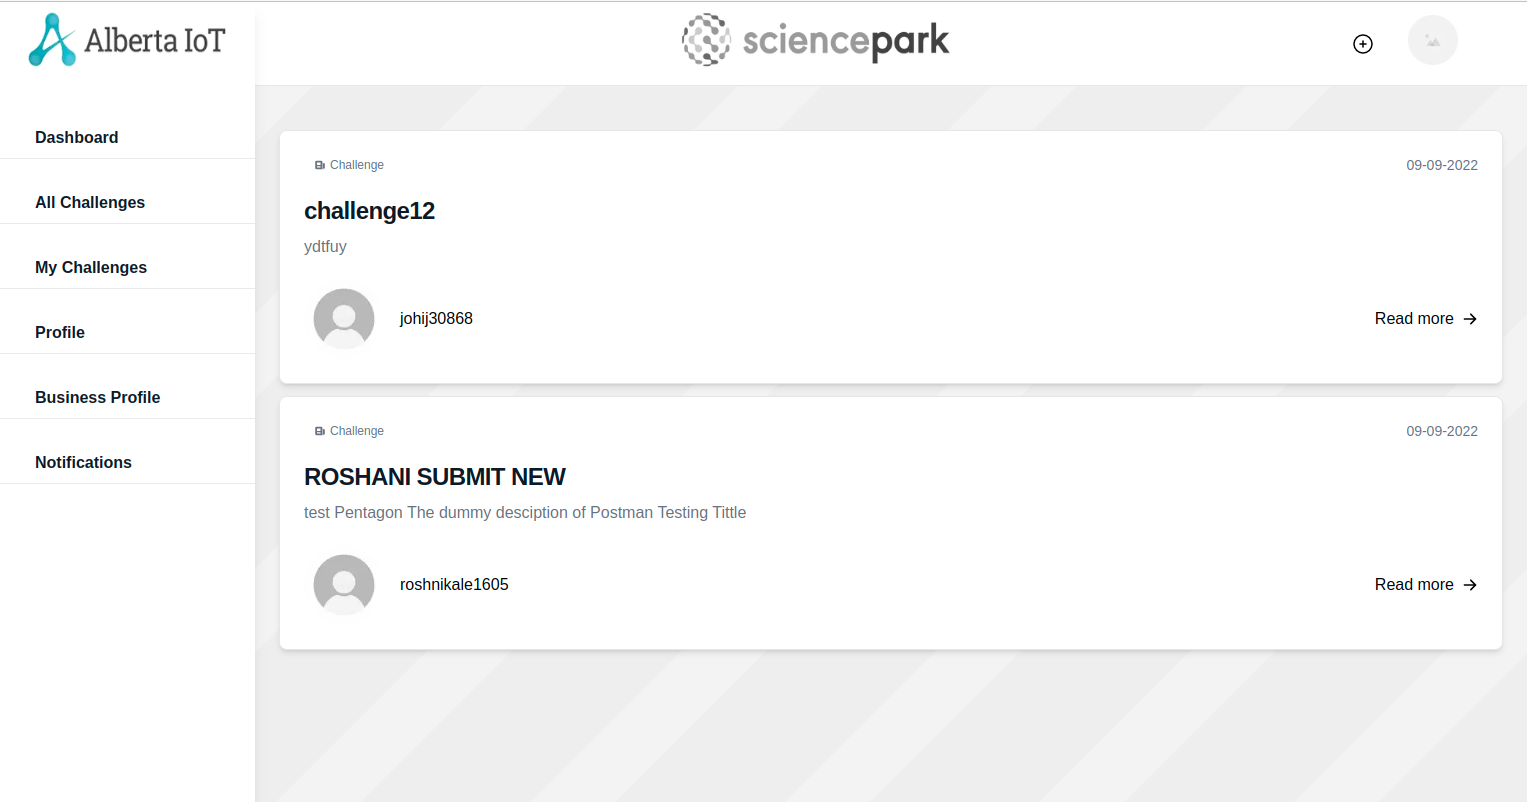 Alberta IoT
sciencepark
Dashboard
All Challenges
My Challenges
Profile
Business Profile
Notifications
Challenge
09-09-2022
challenge12
ydtfuy
johij30868
Read more
Challenge
09-09-2022
ROSHANI SUBMIT NEW
test Pentagon The dummy desciption of Postman Testing Tittle
roshnikale1605
Read more